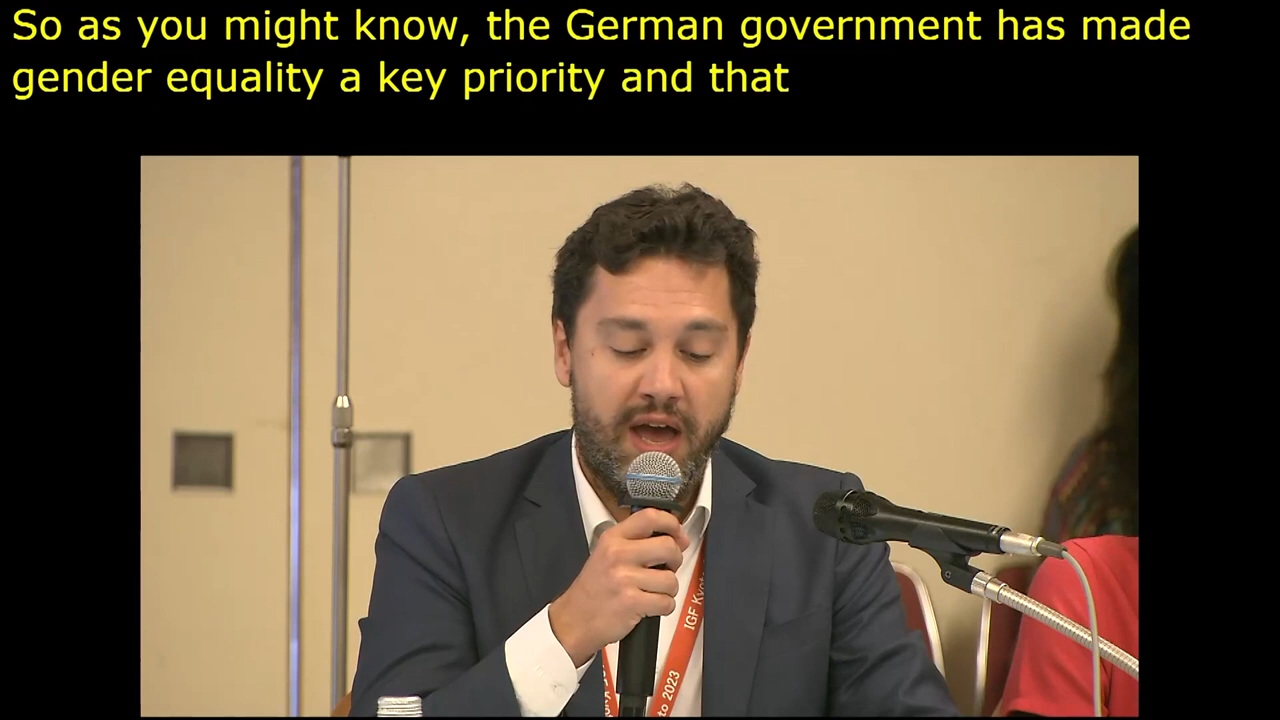 So as you might know, the German government has made
gender equality a key priority and that
IGF Kyoto
to 2023